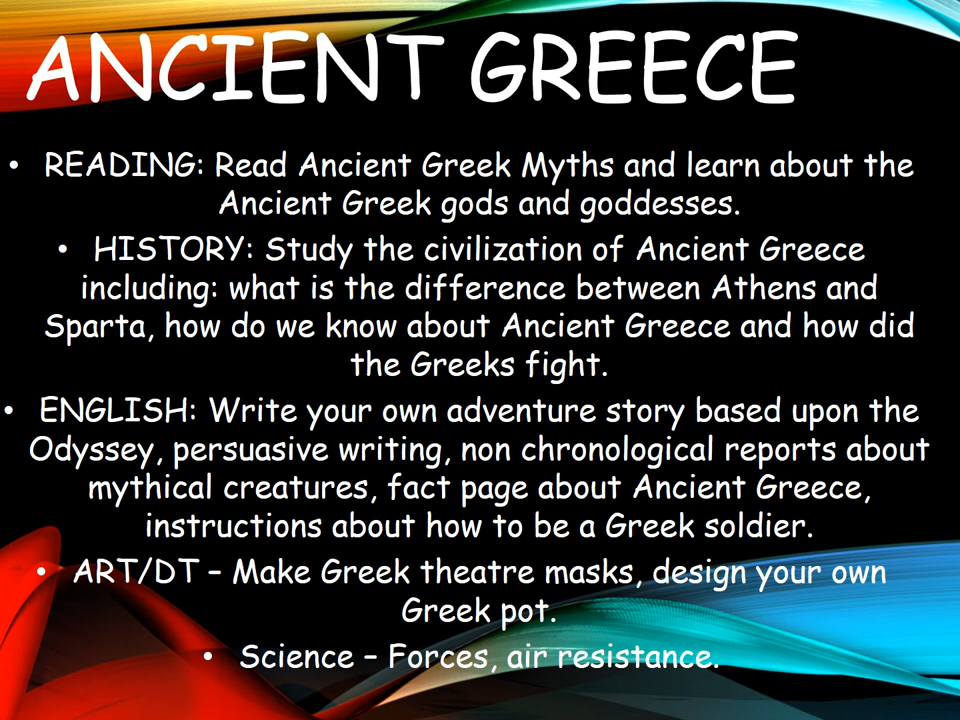 ANCIENT GREECE
• READING: Read Ancient Greek Myths and learn about the
Ancient Greek gods and goddesses.
• HISTORY: Study the civilization of Ancient Greece
including: what is the difference between Athens and
Sparta, how do we know about Ancient Greece and how did
the Greeks fight.
• ENGLISH: Write your own adventure story based upon the
Odyssey, persuasive writing, non chronological reports about
mythical creatures, fact page about Ancient Greece,
instructions about how to be a Greek soldier.
• ART/DT – Make Greek theatre masks, design your own
Greek pot.
• Science – Forces, air resistance.